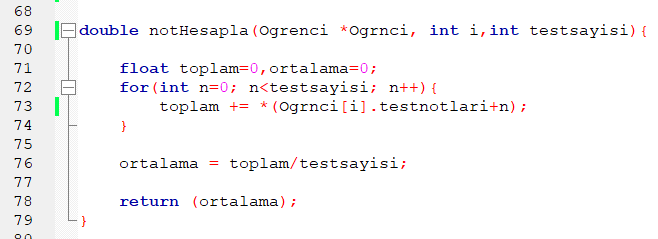 68
69 double notHesapla(Ogrenci *Ogrnci, int i,int testsayisi){
70
71 float toplam=0,ortalama=0;
72 for(int n=0; n<testsayisi; n++){
73 toplam += *(Ogrnci[i].testnotlari+n);
74 }
75
76 ortalama = toplam/testsayisi;
77
78 return (ortalama);
79 }
80